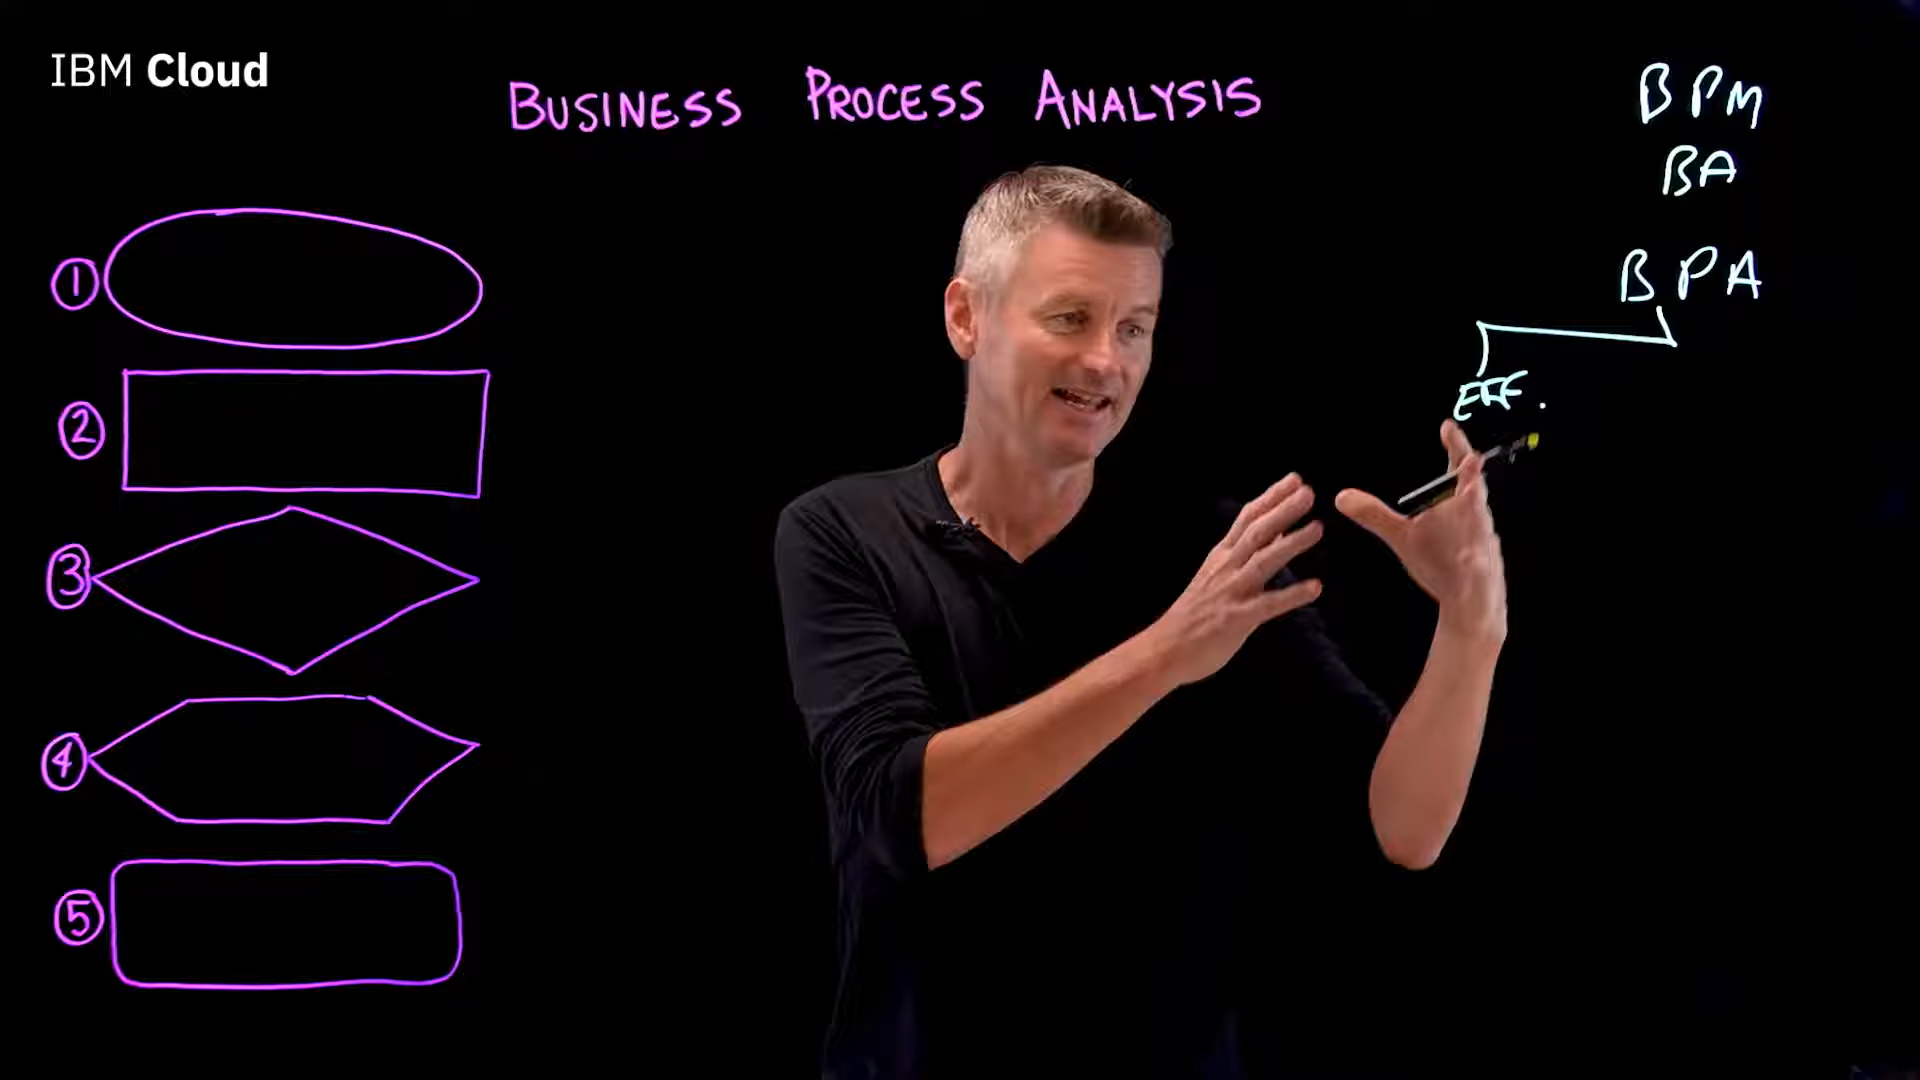 IBM Cloud
BUSINESS PROCESS ANALYSIS
BPM
BA
BPA
EFF.
1
2
3
4
5